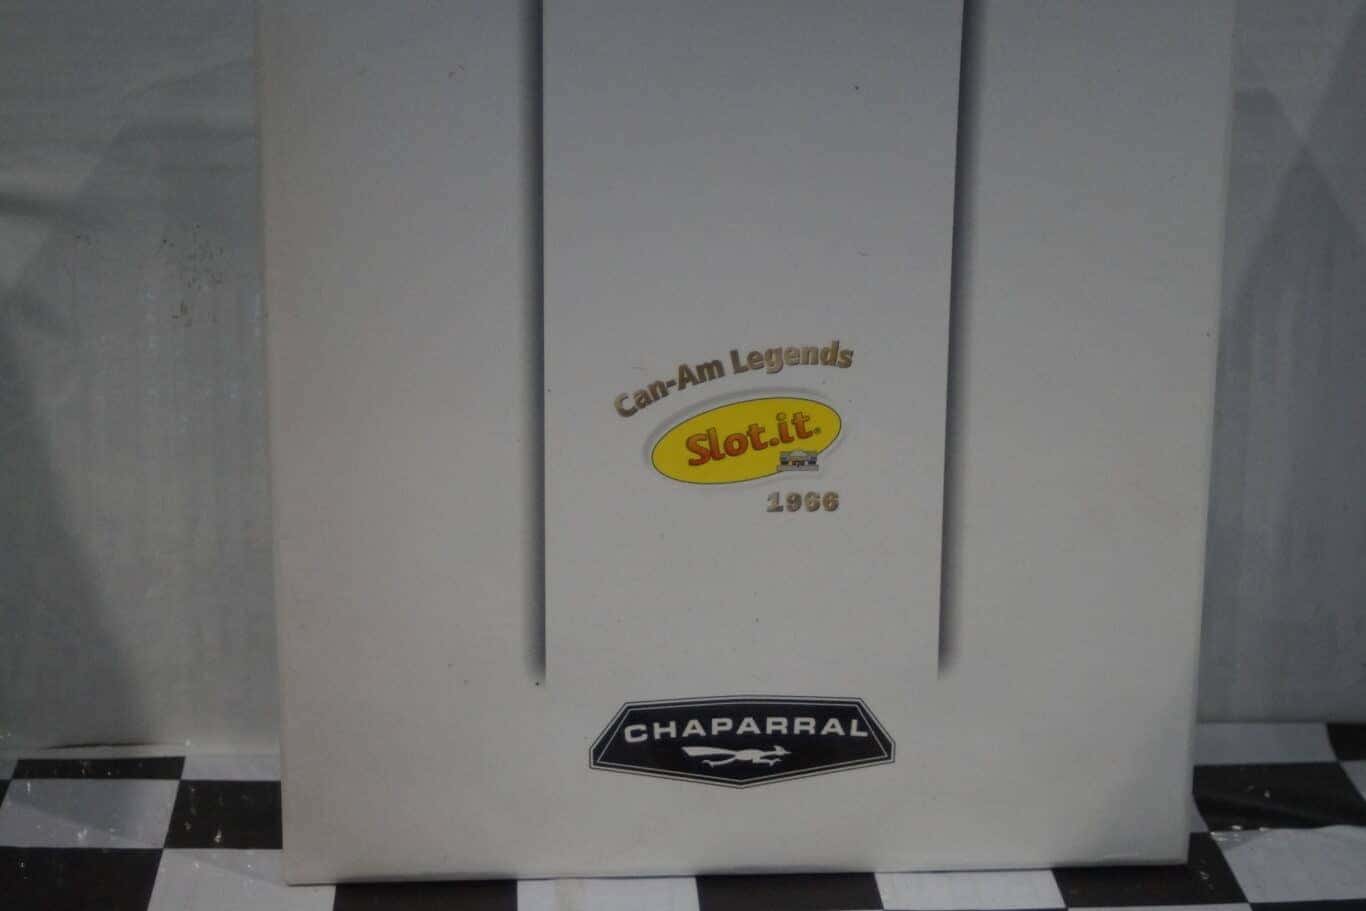 Can-Am Legends
Slot.it
1966
CHAPARRAL